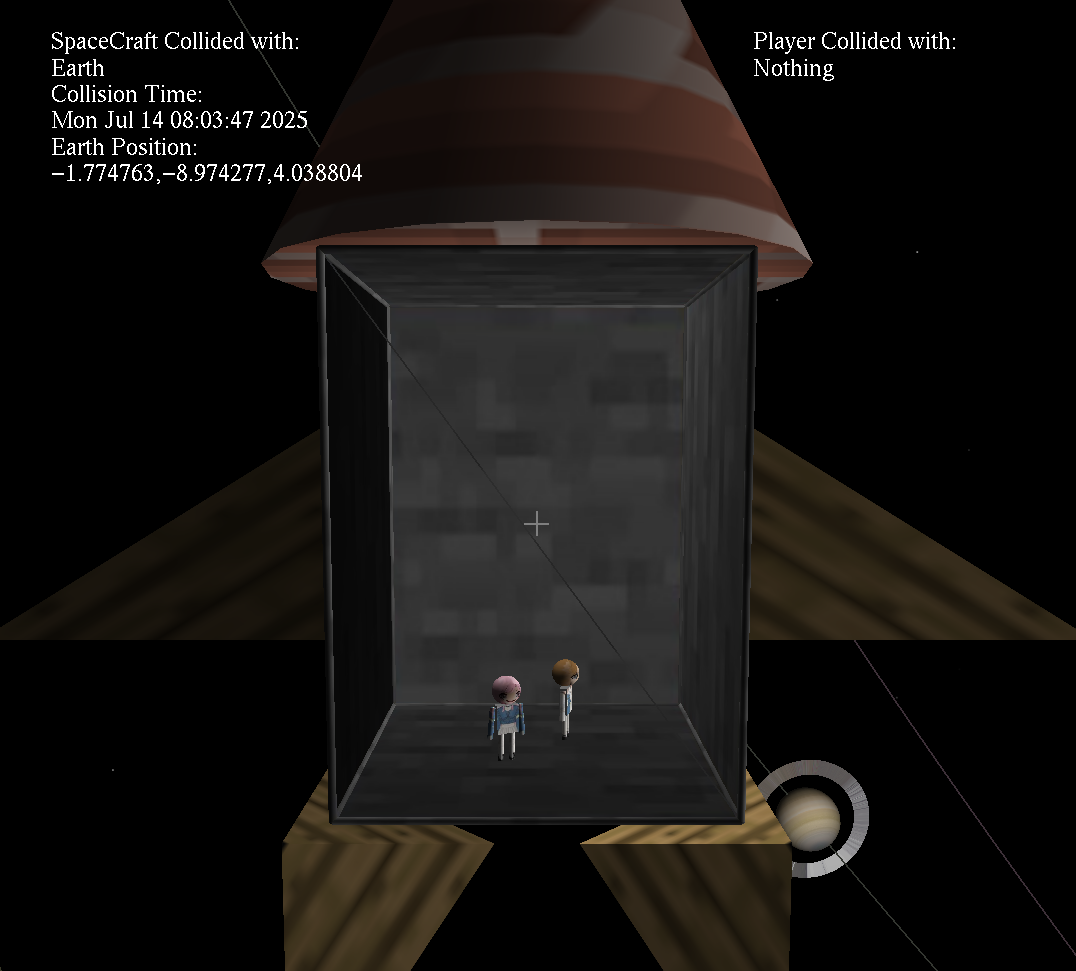 SpaceCraft Collided with:
Earth
Collision Time:
Mon Jul 14 08:03:47 2025
Earth Position:
−1.774763,−8.974277,4.038804
Player Collided with:
Nothing